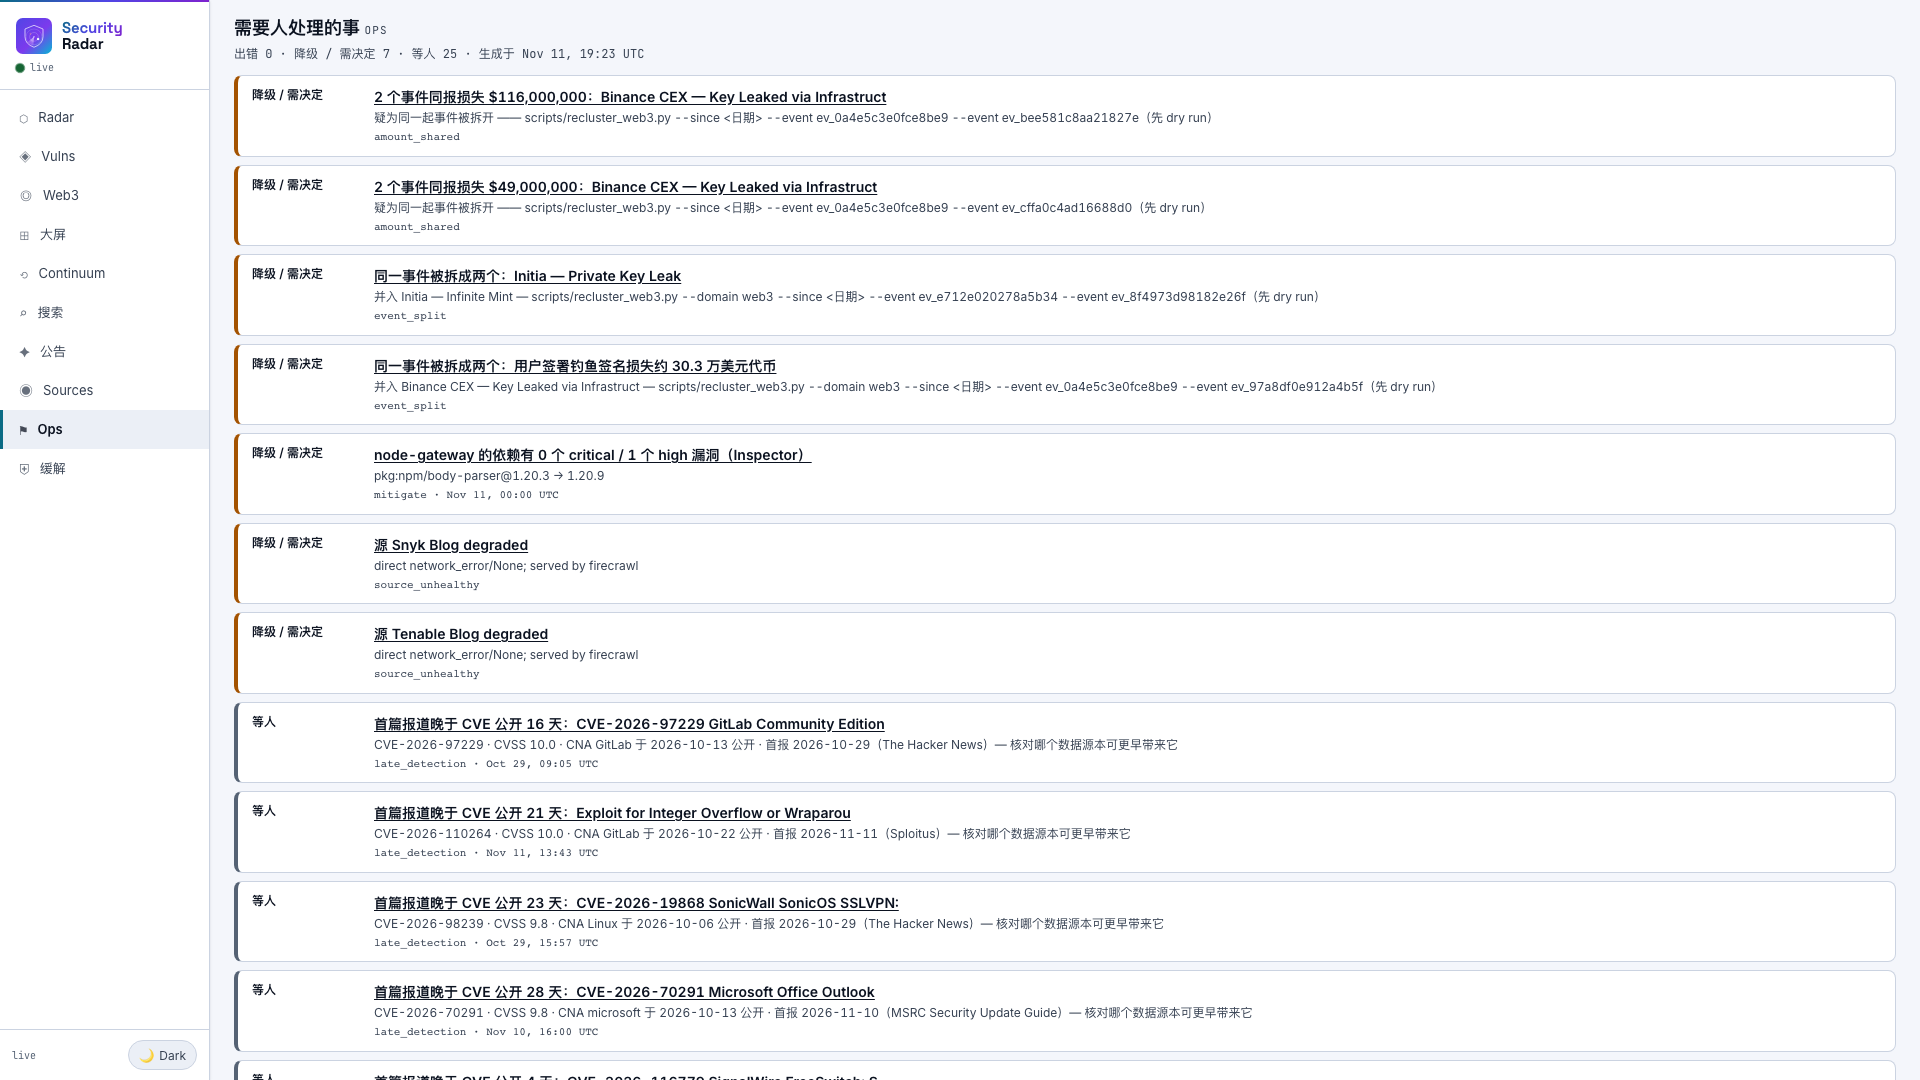 Security
Radar
live
Radar
Vulns
Web3
大屏
Continuum
搜索
公告
Sources
Ops
缓解
live
🌙 Dark
需要人处理的事 OPS
出错 0 · 降级 / 需决定 7 · 等人 25 · 生成于 Nov 11, 19:23 UTC
降级 / 需决定
2 个事件同报损失 $116,000,000：Binance CEX — Key Leaked via Infrastruct
疑为同一起事件被拆开 —— scripts/recluster_web3.py --since <日期> --event ev_0a4e5c3e0fce8be9 --event ev_bee581c8aa21827e（先 dry run）
amount_shared
降级 / 需决定
2 个事件同报损失 $49,000,000：Binance CEX — Key Leaked via Infrastruct
疑为同一起事件被拆开 —— scripts/recluster_web3.py --since <日期> --event ev_0a4e5c3e0fce8be9 --event ev_cffa0c4ad16688d0（先 dry run）
amount_shared
降级 / 需决定
同一事件被拆成两个：Initia — Private Key Leak
并入 Initia — Infinite Mint — scripts/recluster_web3.py --domain web3 --since <日期> --event ev_e712e020278a5b34 --event ev_8f4973d98182e26f（先 dry run）
event_split
降级 / 需决定
同一事件被拆成两个：用户签署钓鱼签名损失约 30.3 万美元代币
并入 Binance CEX — Key Leaked via Infrastruct — scripts/recluster_web3.py --domain web3 --since <日期> --event ev_0a4e5c3e0fce8be9 --event ev_97a8df0e912a4b5f（先 dry run）
event_split
降级 / 需决定
node-gateway 的依赖有 0 个 critical / 1 个 high 漏洞（Inspector）
pkg:npm/body-parser@1.20.3 → 1.20.9
mitigate · Nov 11, 00:00 UTC
降级 / 需决定
源 Snyk Blog degraded
direct network_error/None; served by firecrawl
source_unhealthy
降级 / 需决定
源 Tenable Blog degraded
direct network_error/None; served by firecrawl
source_unhealthy
等人
首篇报道晚于 CVE 公开 16 天：CVE-2026-97229 GitLab Community Edition
CVE-2026-97229 · CVSS 10.0 · CNA GitLab 于 2026-10-13 公开 · 首报 2026-10-29（The Hacker News）— 核对哪个数据源本可更早带来它
late_detection · Oct 29, 09:05 UTC
等人
首篇报道晚于 CVE 公开 21 天：Exploit for Integer Overflow or Wraparou
CVE-2026-110264 · CVSS 10.0 · CNA GitLab 于 2026-10-22 公开 · 首报 2026-11-11（Sploitus）— 核对哪个数据源本可更早带来它
late_detection · Nov 11, 13:43 UTC
等人
首篇报道晚于 CVE 公开 23 天：CVE-2026-19868 SonicWall SonicOS SSLVPN:
CVE-2026-98239 · CVSS 9.8 · CNA Linux 于 2026-10-06 公开 · 首报 2026-10-29（The Hacker News）— 核对哪个数据源本可更早带来它
late_detection · Oct 29, 15:57 UTC
等人
首篇报道晚于 CVE 公开 28 天：CVE-2026-70291 Microsoft Office Outlook
CVE-2026-70291 · CVSS 9.8 · CNA microsoft 于 2026-10-13 公开 · 首报 2026-11-10（MSRC Security Update Guide）— 核对哪个数据源本可更早带来它
late_detection · Nov 10, 16:00 UTC
等人
首篇报道晚于 CVE 公开 4 天：